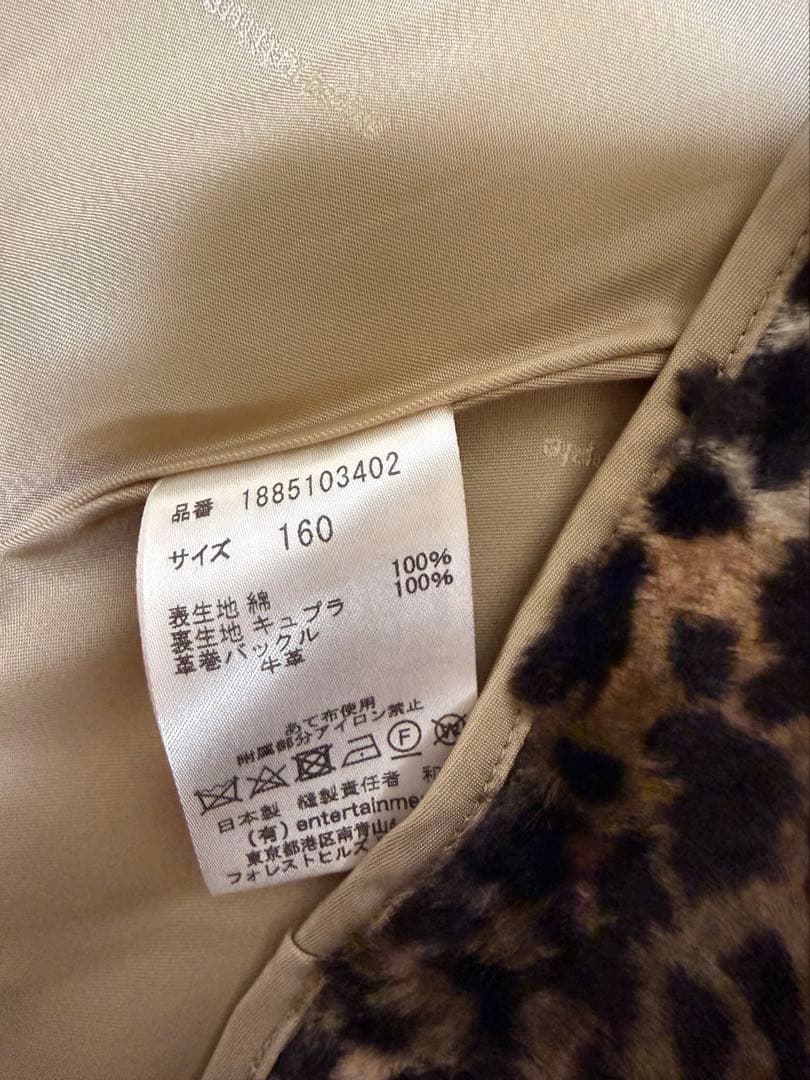 品番 1885103402
サイズ 160
表生地 綿 100%
裏生地 キュプラ 100%
革巻バックル
牛革
あて布使用
附属部分アイロン禁止
F W
日本製 縫製責任者 和
(有) entertainme
東京都港区南青山
フォレストヒルズ